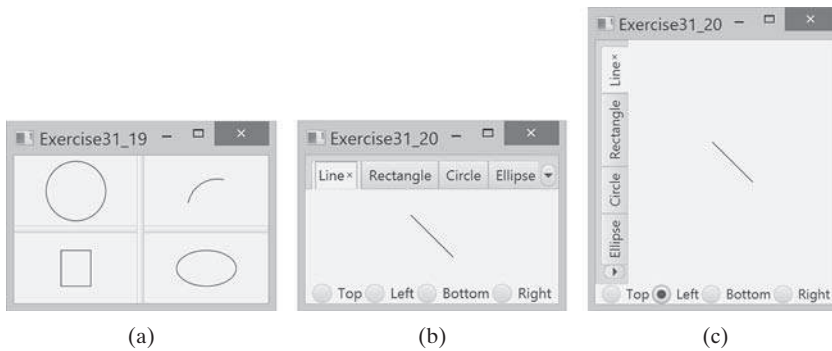 Exercise31_19
Exercise31_20
Line× Rectangle Circle Ellipse
Top Left Bottom Right
Exercise31_20
Line×
Rectangle
Circle
Ellipse
Top Left Bottom Right
(a) (b) (c)